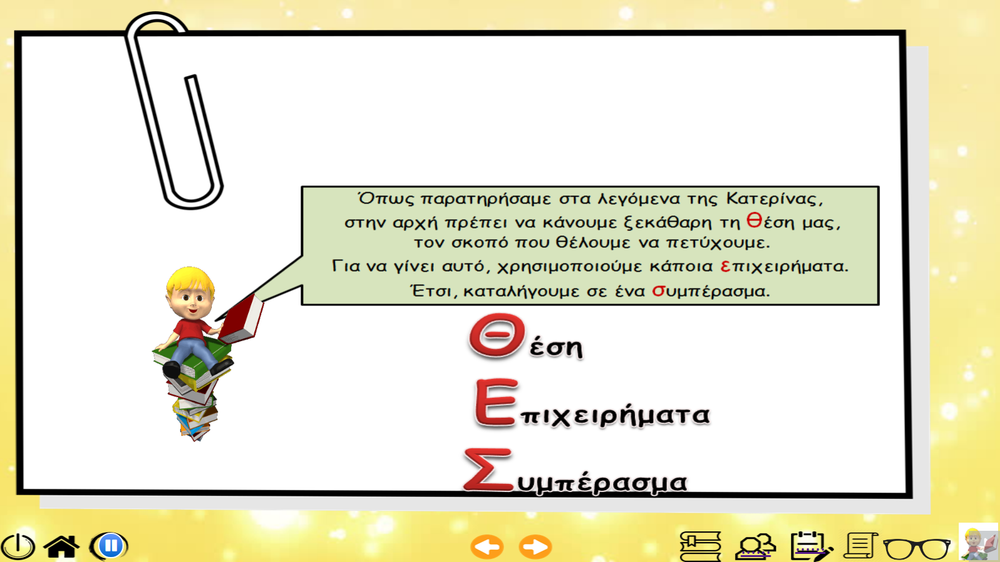 Όπως παρατηρήσαμε στα λεγόμενα της Κατερίνας,
στην αρχή πρέπει να κάνουμε ξεκάθαρη τη Θέση μας,
τον σκοπό που θέλουμε να πετύχουμε.
Για να γίνει αυτό, χρησιμοποιούμε κάποια επιχειρήματα.
Έτσι, καταλήγουμε σε ένα συμπέρασμα.
Θέση
Επιχειρήματα
Συμπέρασμα